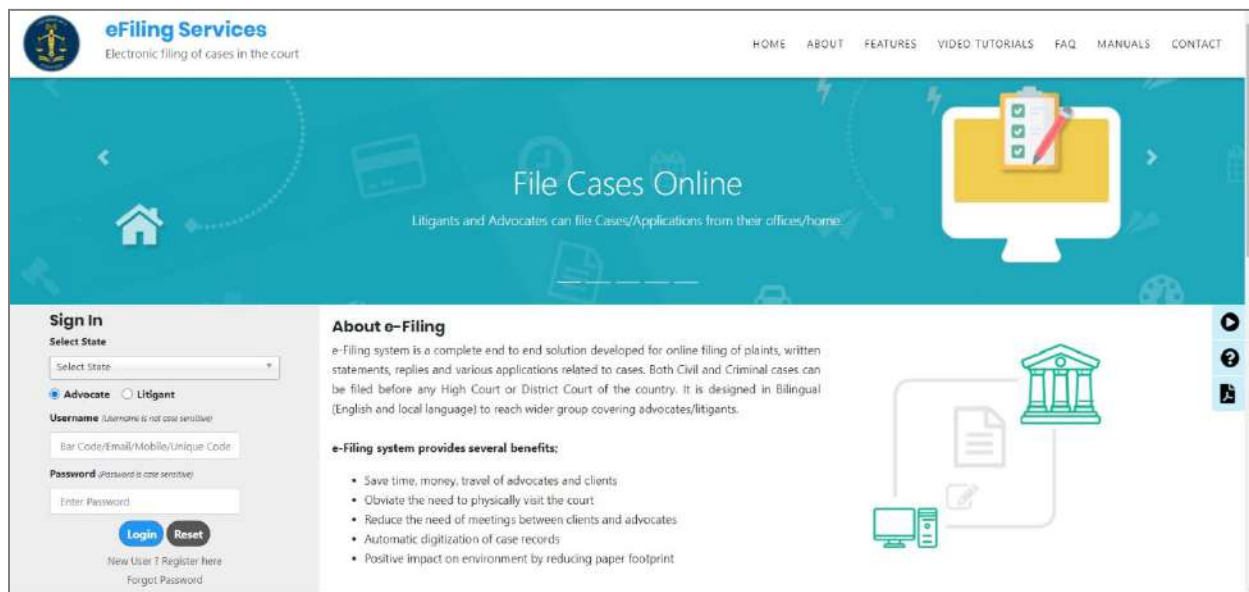 eFiling Services
Electronic filing of cases in the court
HOME ABOUT FEATURES VIDEO TUTORIALS FAQ MANUALS CONTACT
File Cases Online
Litigants and Advocates can file Cases/Applications from their offices/home.
Sign In
Select State
Select State
Advocate Litigant
Username (Username is not case sensitive)
Bar Code/Email/Mobile/Unique Code
Password (Password is case sensitive)
Enter Password
Login Reset
New User ? Register here
Forgot Password
About e-Filing
e-Filing system is a complete end to end solution developed for online filing of plaints, written
statements, replies and various applications related to cases. Both Civil and Criminal cases can
be filed before any High Court or District Court of the country. It is designed in Bilingual
(English and local language) to reach wider group covering advocates/litigants.
e-Filing system provides several benefits:
• Save time, money, travel of advocates and clients
• Obviate the need to physically visit the court
• Reduce the need of meetings between clients and advocates
• Automatic digitization of case records
• Positive impact on environment by reducing paper footprint